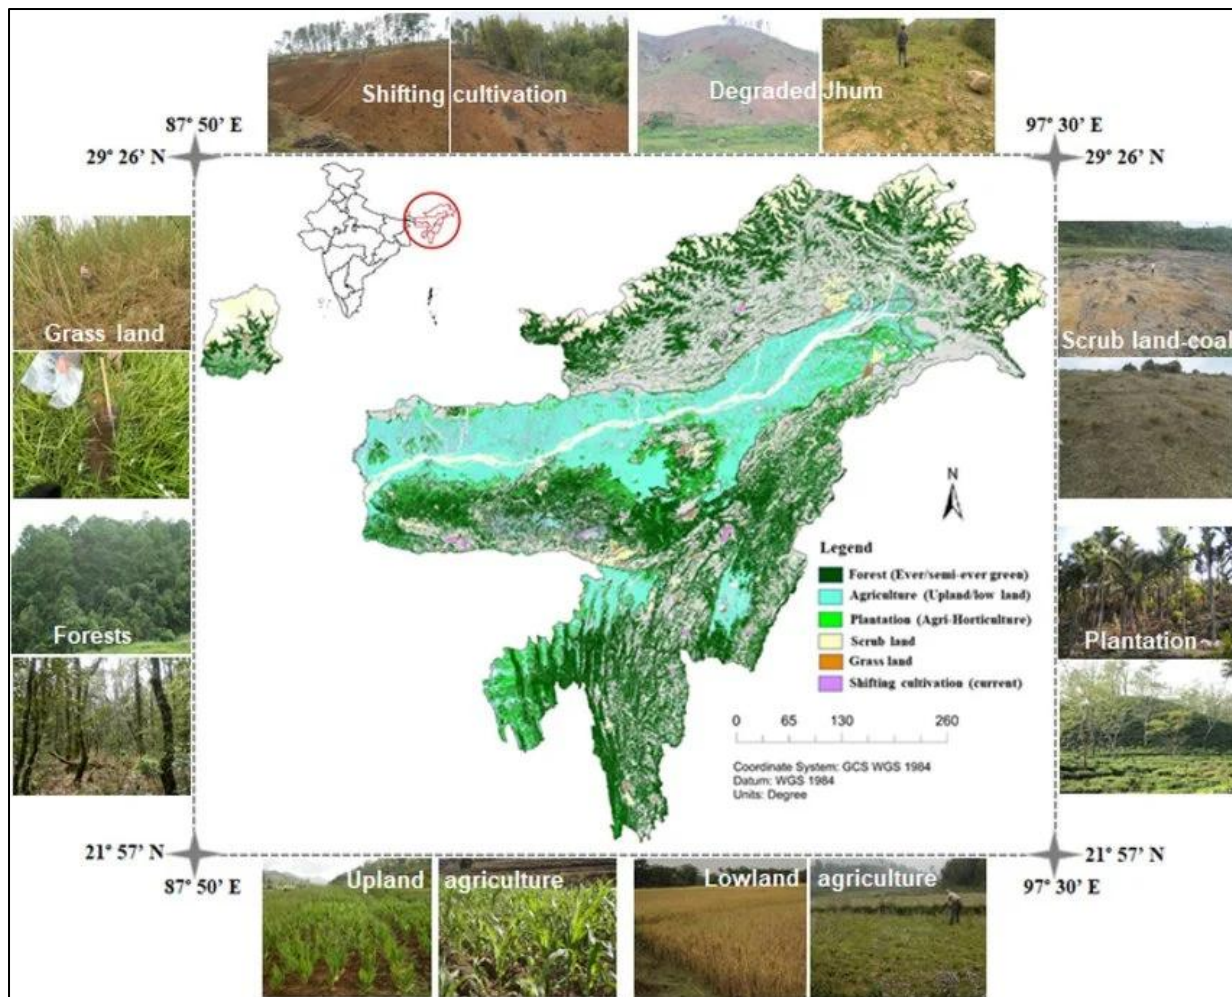 Shifting cultivation
Degraded Jhum
87° 50’ E
97° 30’ E
29° 26’ N
29° 26’ N
Grass land
Scrub land-coal
N
Legend
Forest (Ever/semi-ever green)
Agriculture (Upland/low land)
Plantation (Agri-Horticulture)
Scrub land
Grass land
Shifting cultivation (current)
Forests
Plantation
0 65 130 260
Coordinate System: GCS WGS 1984
Datum: WGS 1984
Units: Degree
21° 57’ N
21° 57’ N
87° 50’ E
97° 30’ E
Upland agriculture
Lowland agriculture